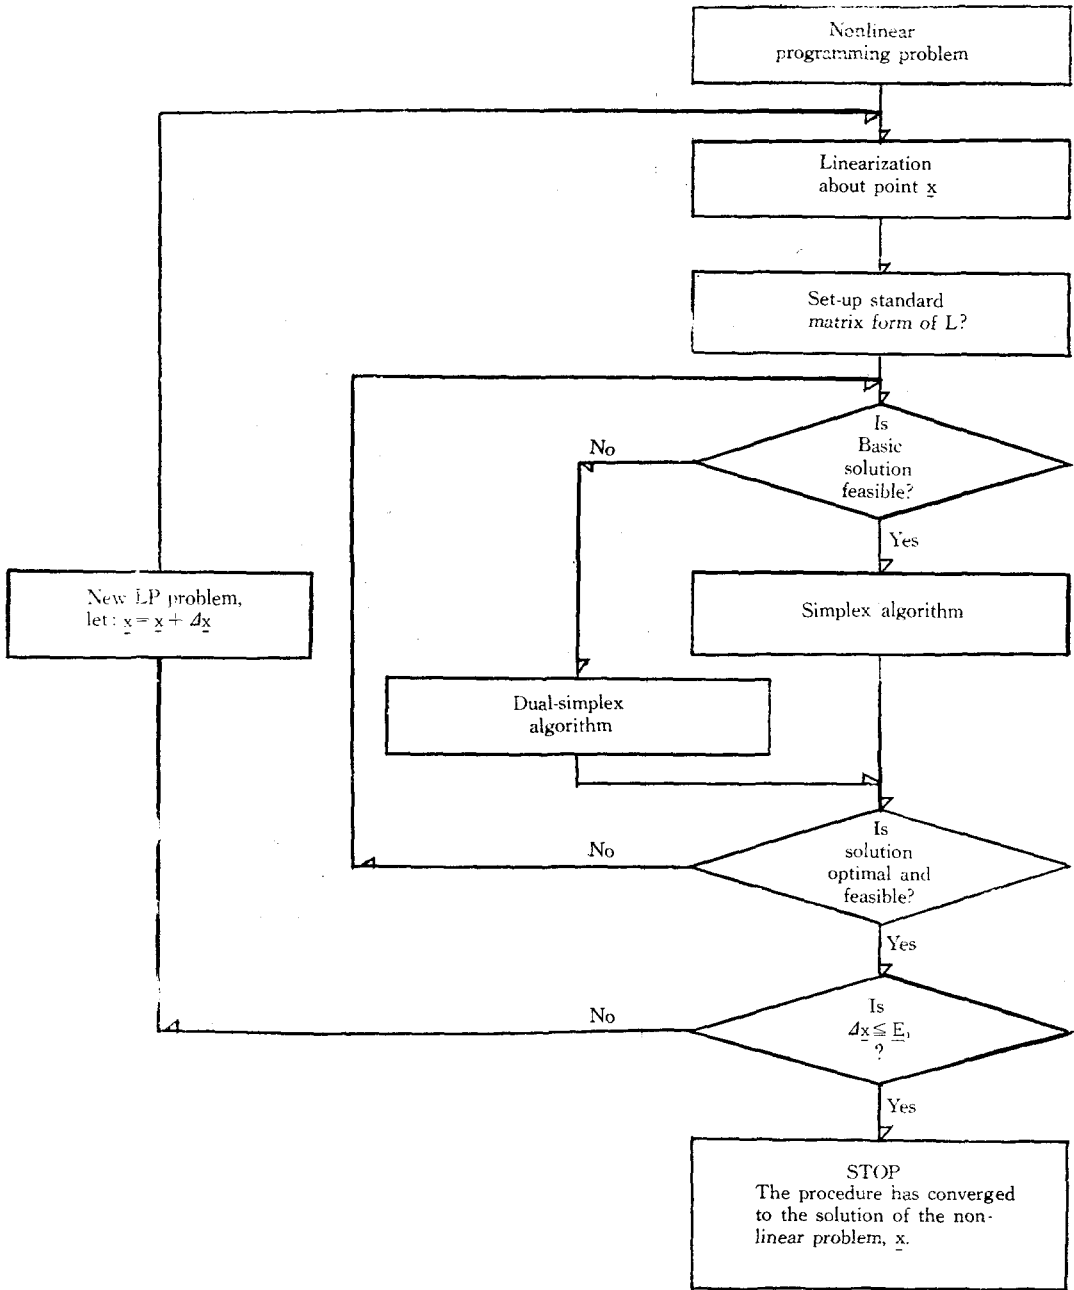 Nonlinear
programming problem
Linearization
about point x
Set-up standard
matrix form of L?
Is
Basic
solution
feasible?
No
Yes
New LP problem,
let: x = x + Δx
Simplex algorithm
Dual-simplex
algorithm
Is
solution
optimal and
feasible?
No
Yes
Is
Δx ≦ E₁
?
No
Yes
STOP
The procedure has converged
to the solution of the non-
linear problem, x.